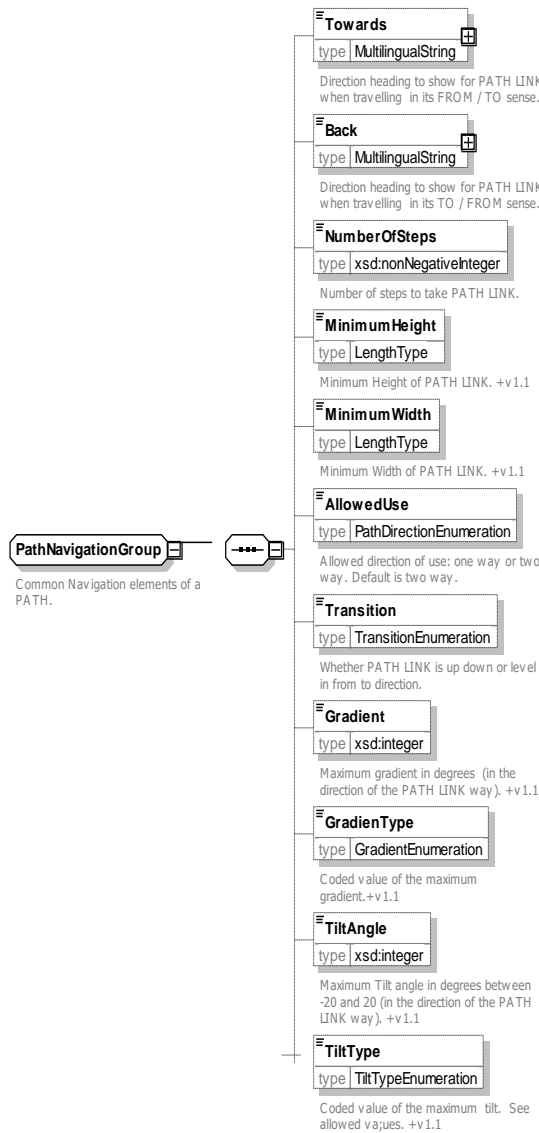 Towards
type MultilingualString
Direction heading to show for PATH LINK
when travelling in its FROM / TO sense.
Back
type MultilingualString
Direction heading to show for PATH LINK
when travelling in its TO / FROM sense.
NumberOfSteps
type xsd:nonNegativeInteger
Number of steps to take PATH LINK.
MinimumHeight
type LengthType
Minimum Height of PATH LINK. +v1.1
MinimumWidth
type LengthType
Minimum Width of PATH LINK. +v1.1
AllowedUse
type PathDirectionEnumeration
Allowed direction of use: one way or two
way. Default is two way.
PathNavigationGroup
Common Navigation elements of a
PATH.
Transition
type TransitionEnumeration
Whether PATH LINK is up down or level
in from to direction.
Gradient
type xsd:integer
Maximum gradient in degrees (in the
direction of the PATH LINK way). +v1.1
GradienType
type GradientEnumeration
Coded value of the maximum
gradient.+v1.1
TiltAngle
type xsd:integer
Maximum Tilt angle in degrees between
-20 and 20 (in the direction of the PATH
LINK way). +v1.1
TiltType
type TiltTypeEnumeration
Coded value of the maximum tilt. See
allowed va;ues. +v1.1